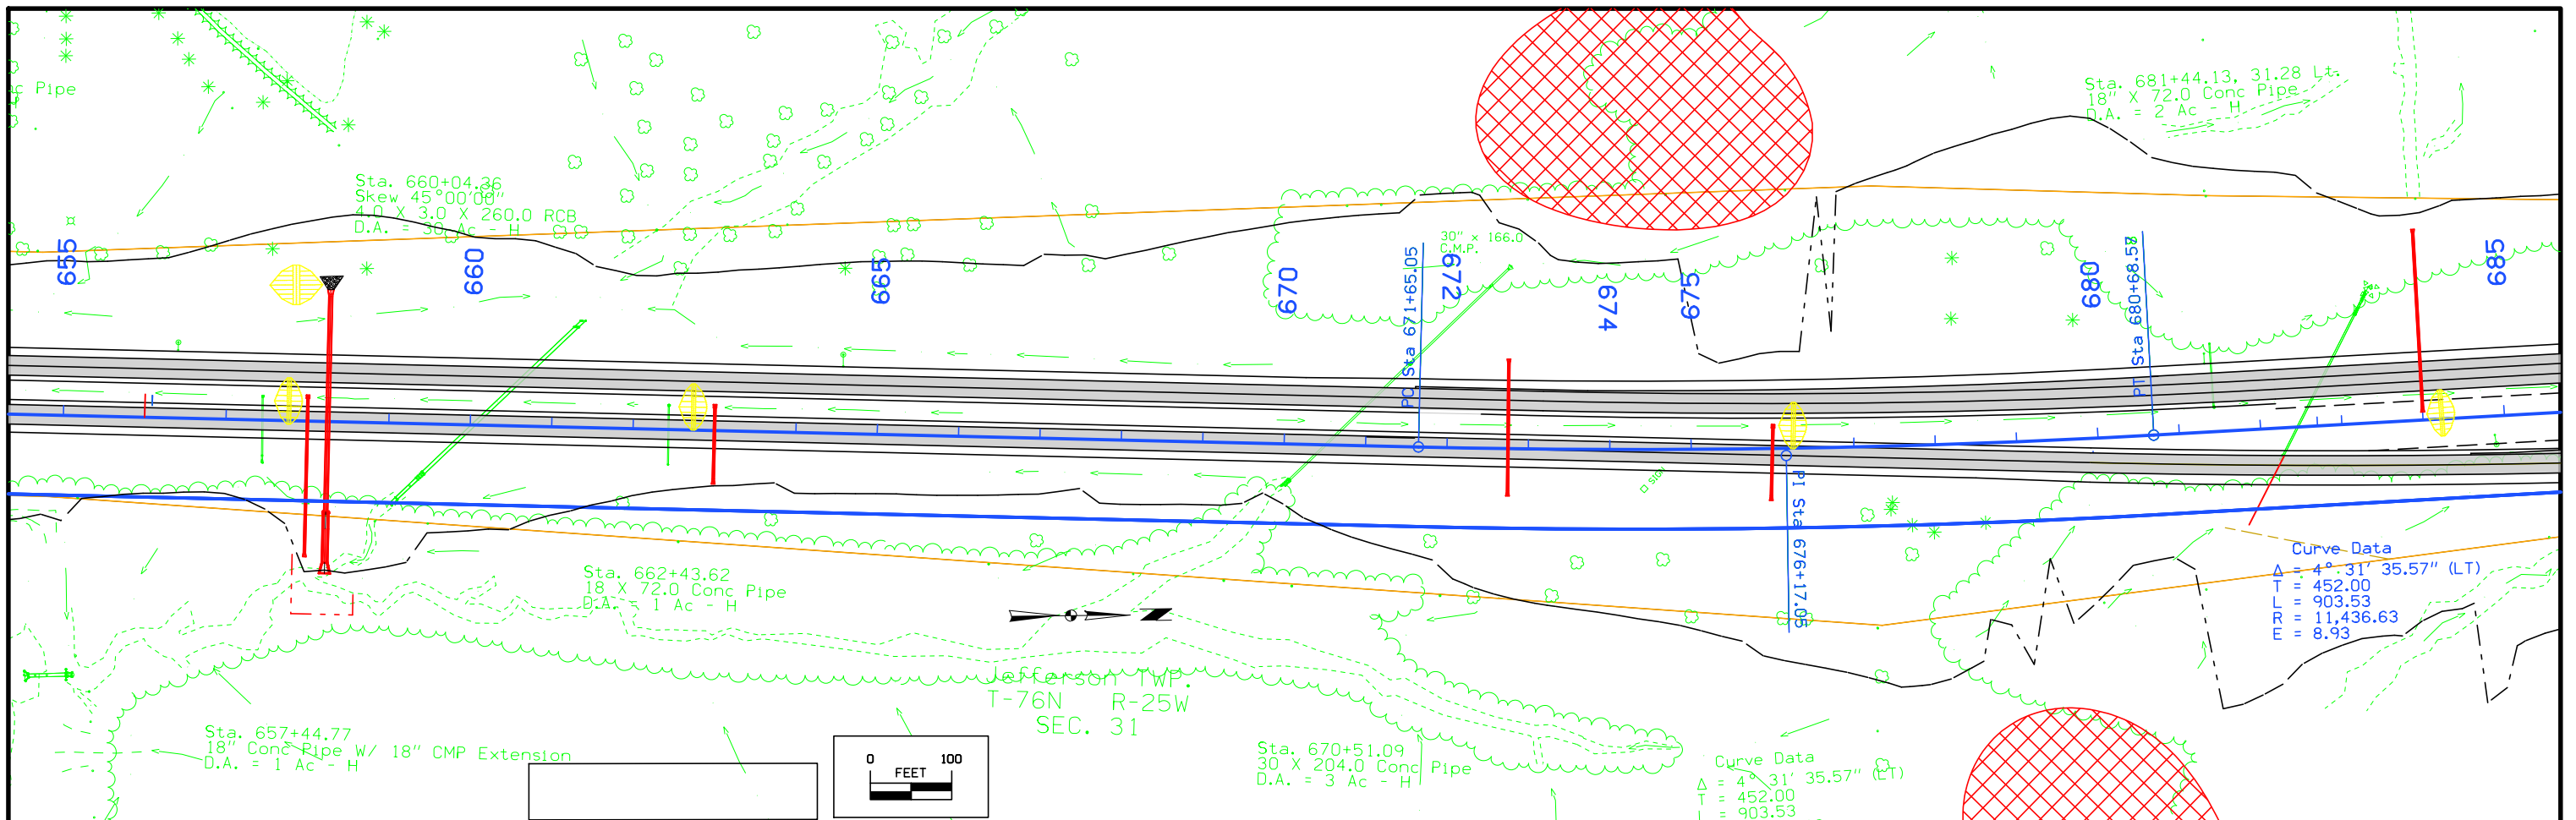 Pipe
Sta. 660+04.36
Skew 45°00'00"
4.0 X 3.0 X 260.0 RCB
D.A. = 30 Ac - H
Sta. 681+44.13, 31.28 Lt.
18" X 72.0 Conc Pipe
D.A. = 2 Ac - H
30" x 166.0
C.M.P.
655
660
665
670
PC Sta 671+65.05
672
674
675
680
PT Sta 680+68.57
685
SIGN
PI Sta 676+17.05
Curve Data
Δ = 4° 31' 35.57" (LT)
T = 452.00
L = 903.53
R = 11,436.63
E = 8.93
Sta. 662+43.62
18 X 72.0 Conc Pipe
D.A. = 1 Ac - H
Jefferson TWP.
T-76N R-25W
SEC. 31
Sta. 657+44.77
18" Conc Pipe W/ 18" CMP Extension
D.A. = 1 Ac - H
0 100
FEET
Sta. 670+51.09
30 X 204.0 Conc Pipe
D.A. = 3 Ac - H
Curve Data
Δ = 4° 31' 35.57" (LT)
T = 452.00
= 903.53